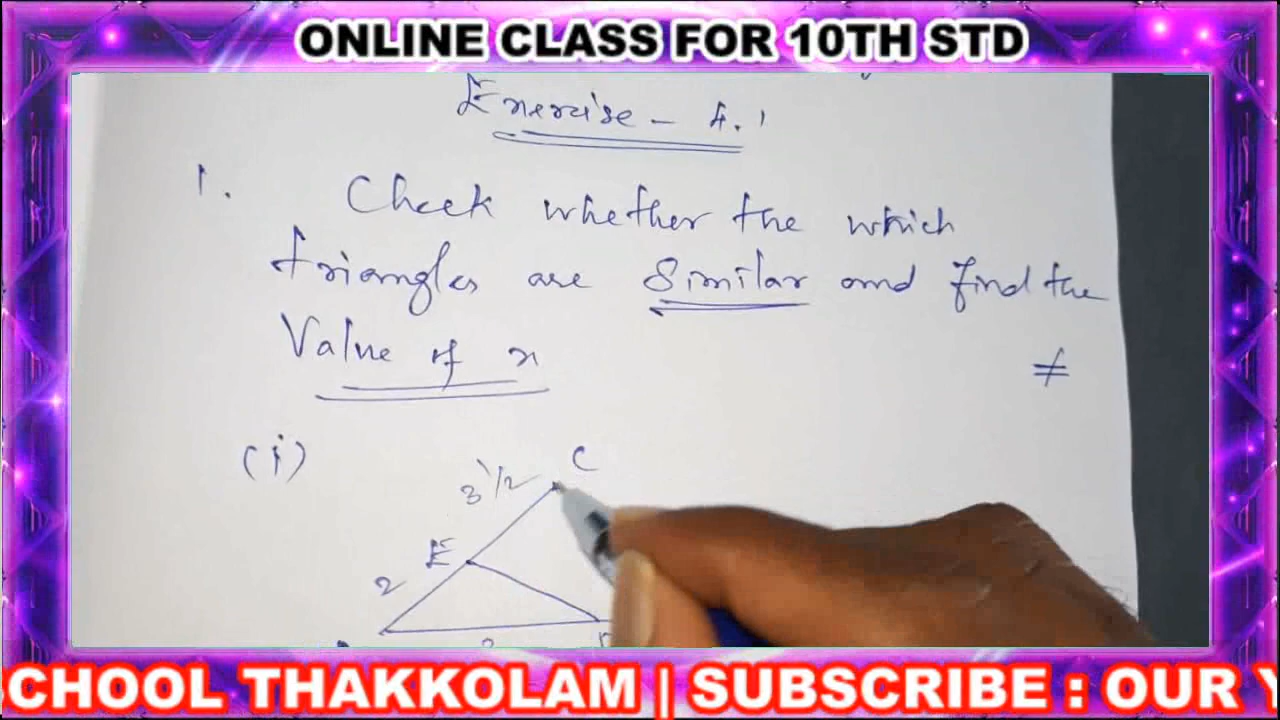 ONLINE CLASS FOR 10TH STD
Exercise - 4.1
1. Check whether the which
triangles are Similar and find the
Value of x
≠
(i)
C
3 1/2
E
2
CHOOL THAKKOLAM | SUBSCRIBE : OUR Y